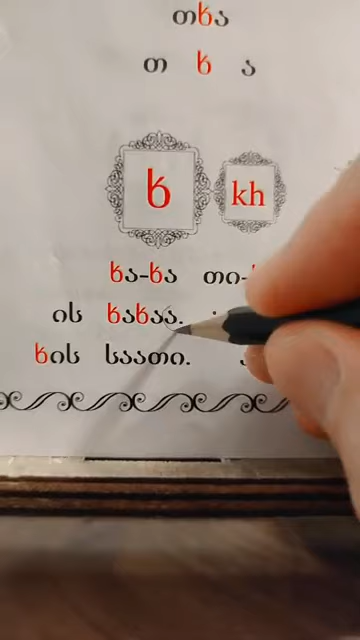 თხა
თ ხ ა
ხ kh
ხა-ხა თი-
ის ხახაა.
ხის საათი.